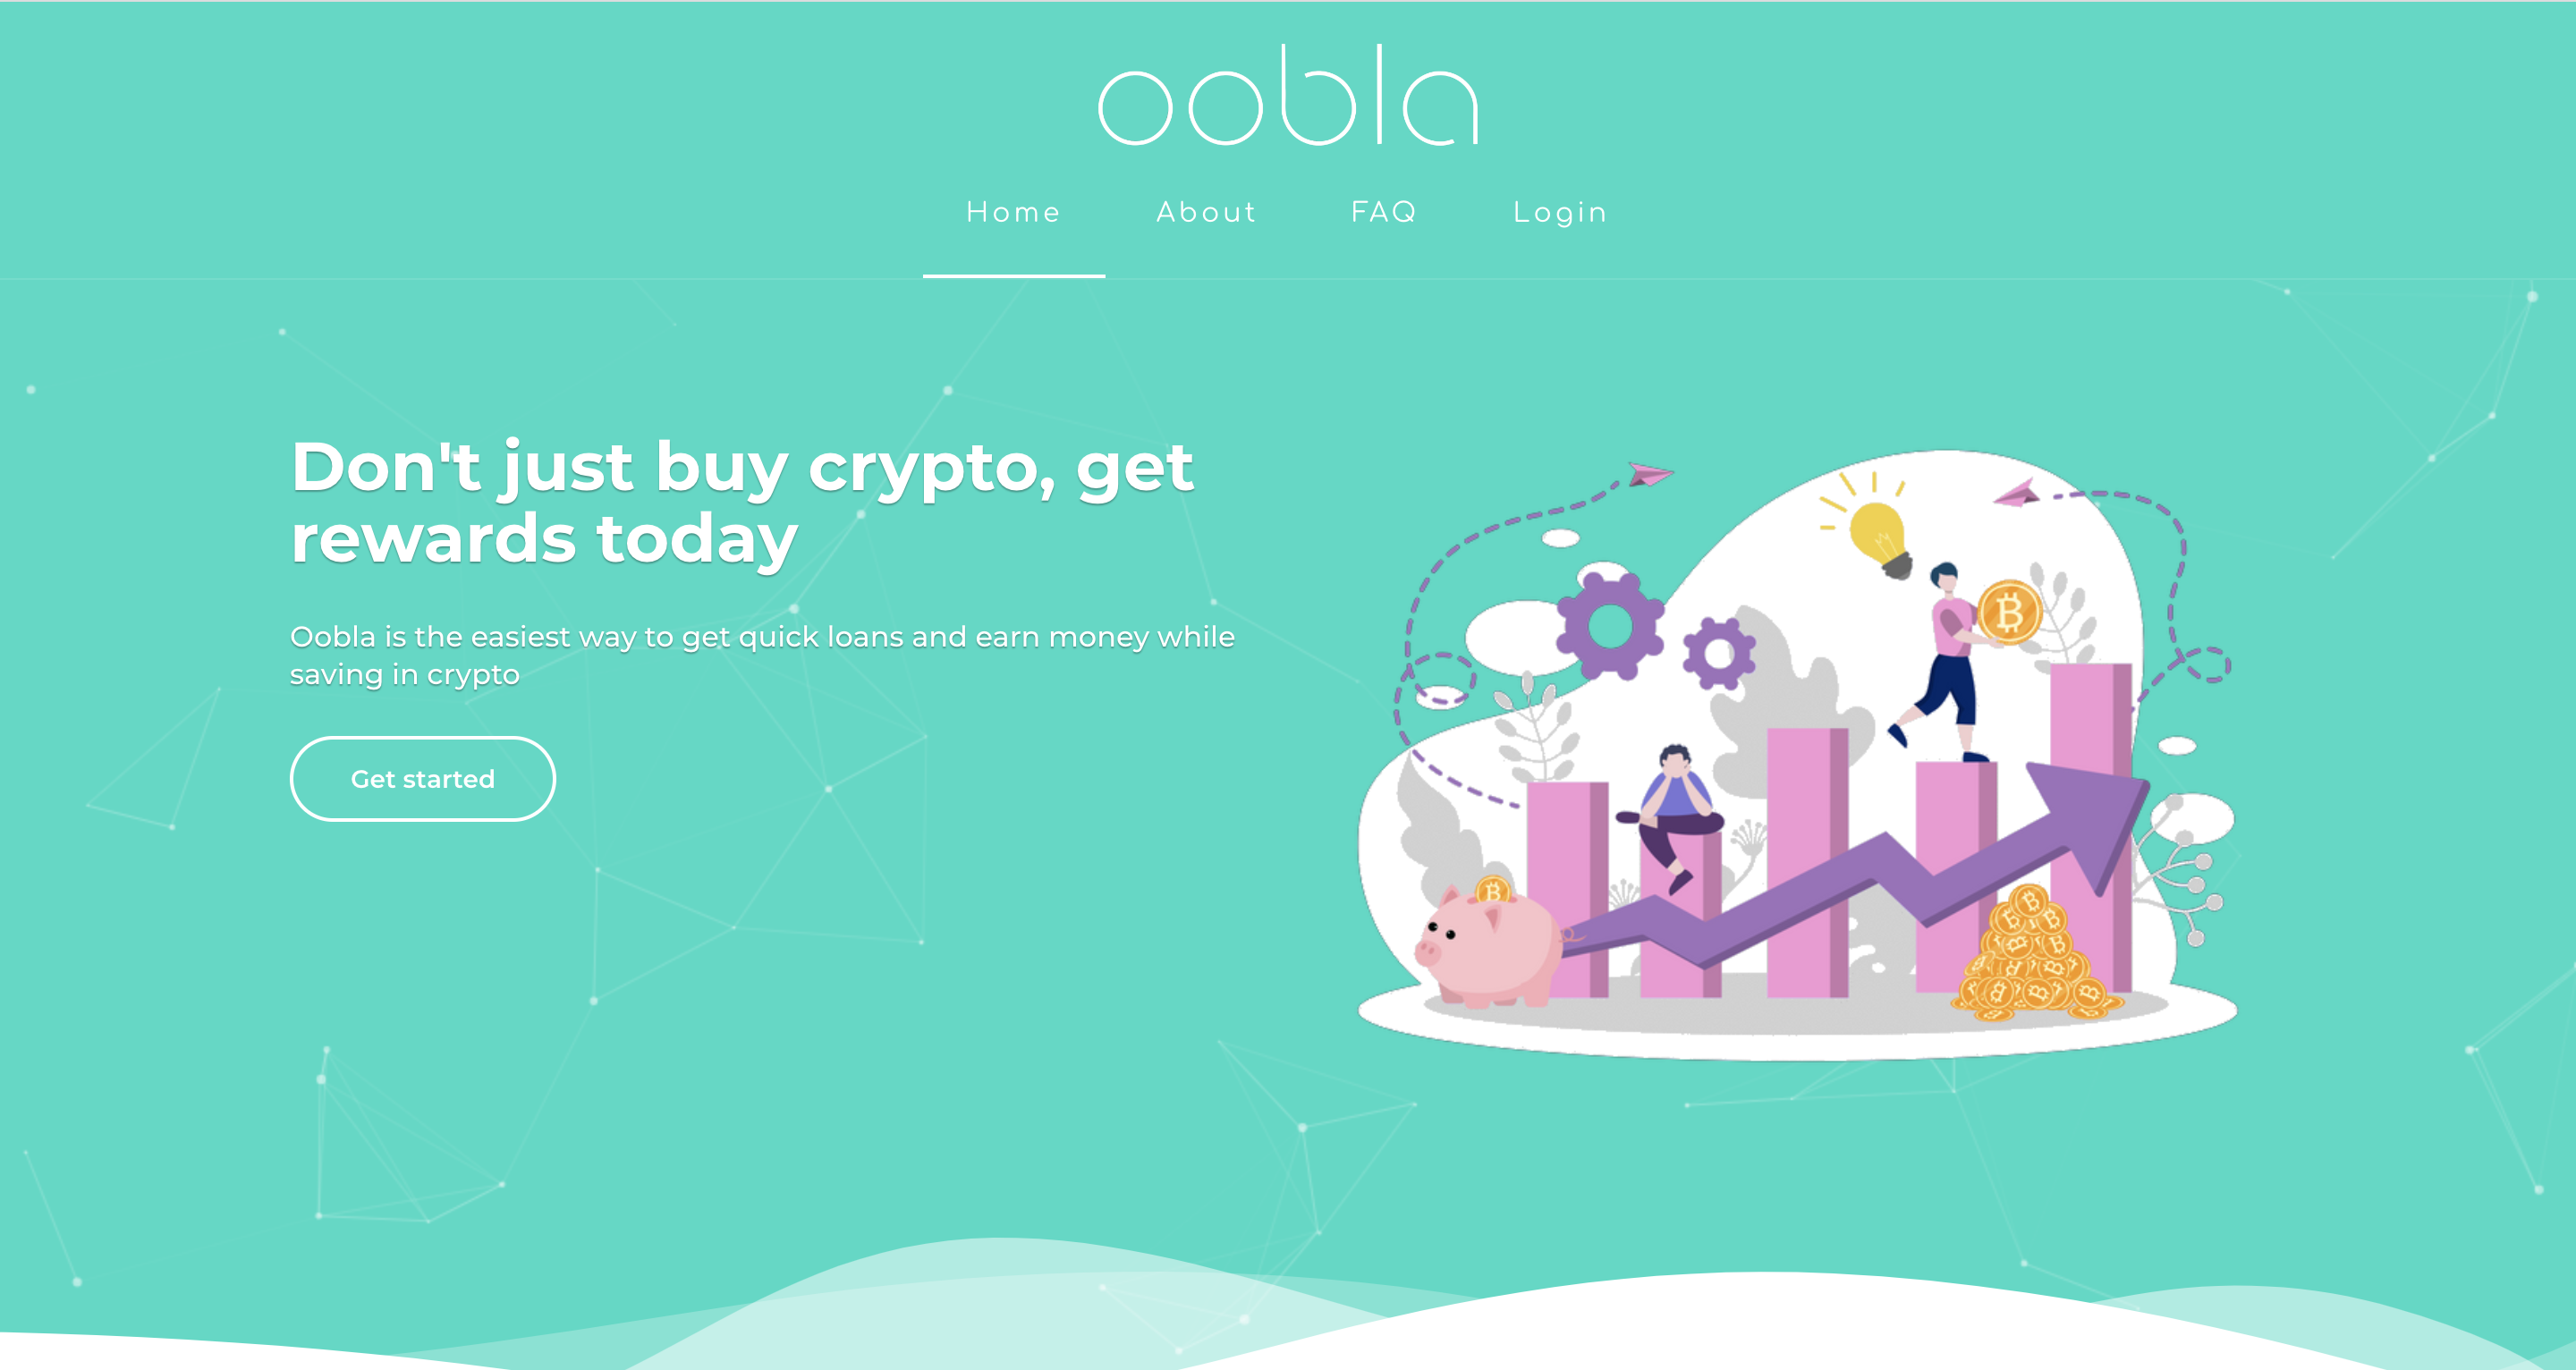 oobla
Home About FAQ Login
Don't just buy crypto, get
rewards today
Oobla is the easiest way to get quick loans and earn money while
saving in crypto
Get started